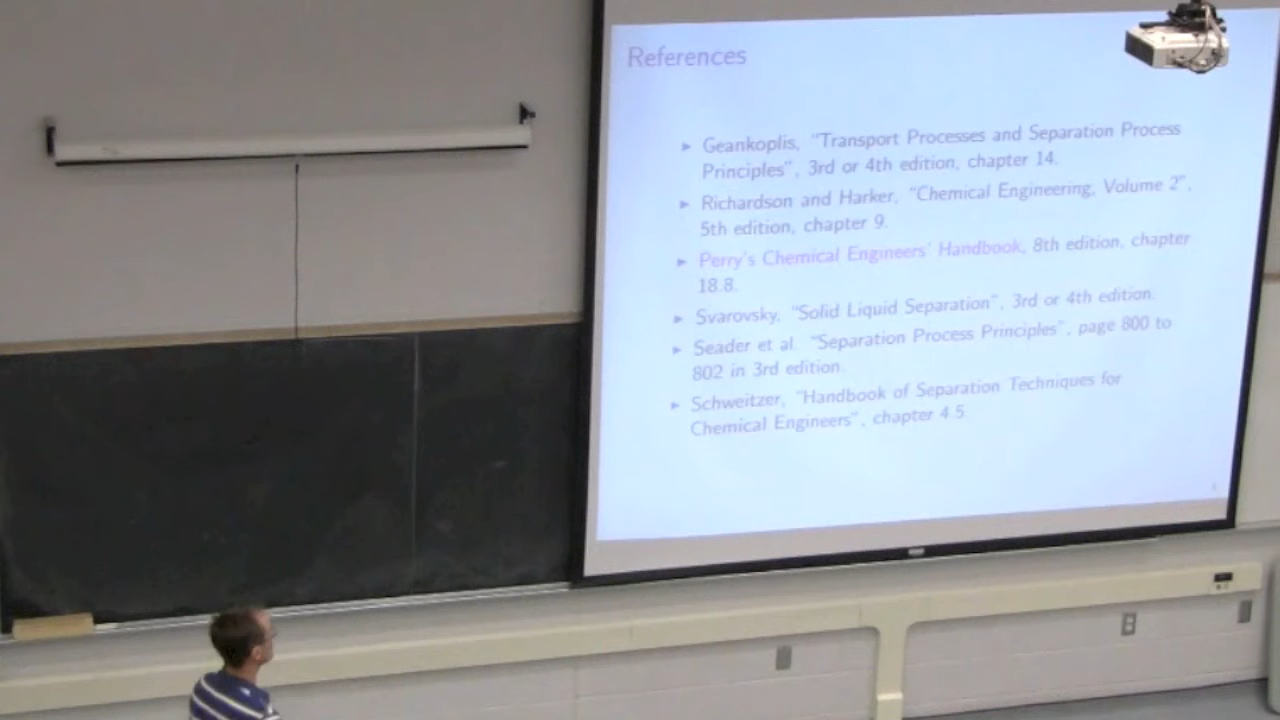 References
► Geankoplis, "Transport Processes and Separation Process
Principles", 3rd or 4th edition, chapter 14.
► Richardson and Harker, "Chemical Engineering, Volume 2",
5th edition, chapter 9.
► Perry's Chemical Engineers' Handbook, 8th edition, chapter
18.8.
► Svarovsky, "Solid Liquid Separation", 3rd or 4th edition.
► Seader et al. "Separation Process Principles", page 800 to
802 in 3rd edition.
► Schweitzer, "Handbook of Separation Techniques for
Chemical Engineers", chapter 4.5.